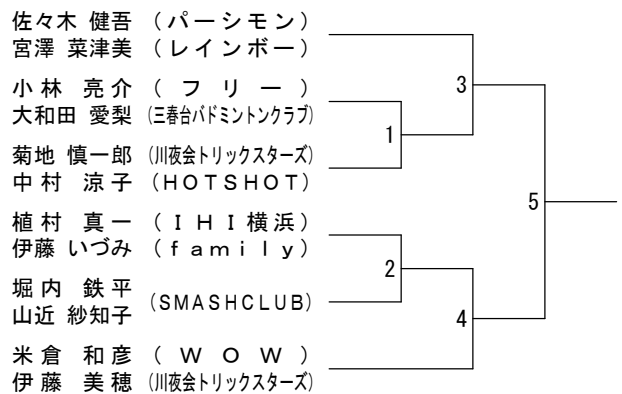 佐々木 健吾 (パーシモン)
宮澤 菜津美 (レインボー)
3
小林 亮介 (フリー)
大和田 愛梨 (三春台バドミントンクラブ)
1
菊地 慎一郎 (川夜会トリックスターズ)
中村 涼子 (HOTSHOT)
5
植村 真一 (IHI横浜)
伊藤 いづみ (family)
2
堀内 鉄平
(SMASHCLUB)
山近 紗知子
4
米倉 和彦 (WOW)
伊藤 美穂 (川夜会トリックスターズ)